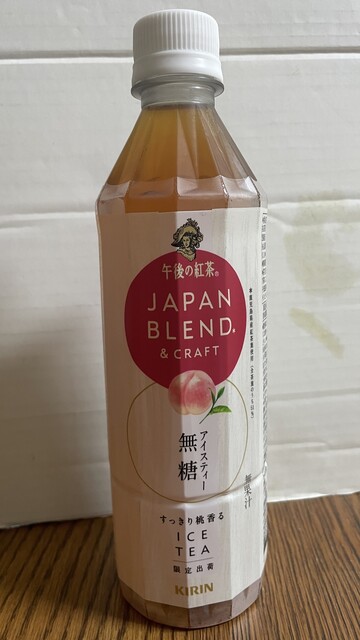 午後の紅茶®
JAPAN
BLEND®
& CRAFT
アイスティー
無糖
無果汁
すっきり桃香る
ICE
TEA
限定出荷
KIRIN